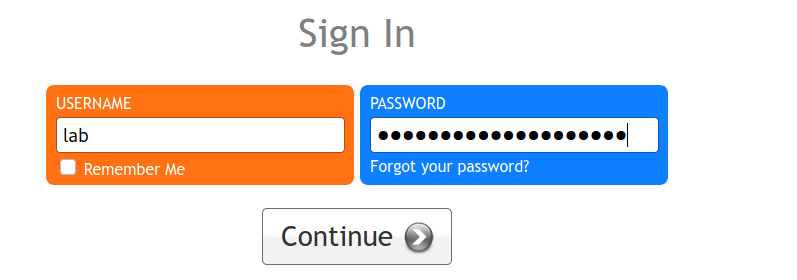 Sign In
USERNAME
PASSWORD
lab
••••••••••••••••••••
Remember Me
Forgot your password?
Continue